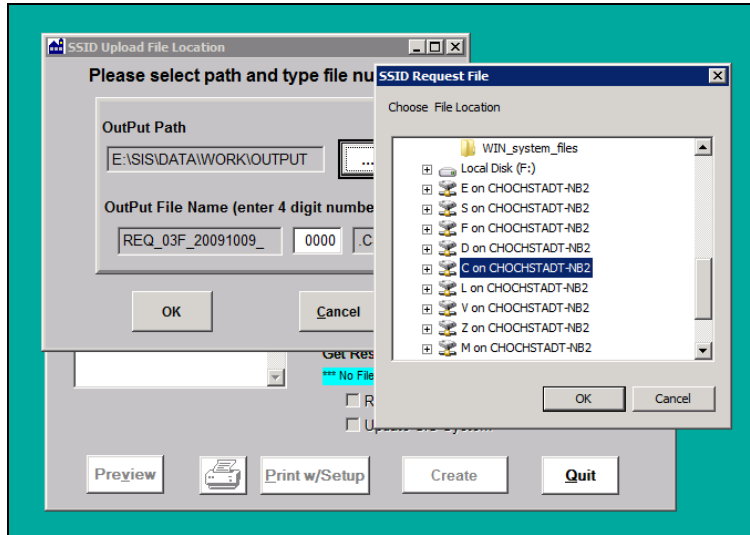 SSID Upload File Location
Please select path and type file nu
OutPut Path
E:\SIS\DATA\WORK\OUTPUT
...
OutPut File Name (enter 4 digit numbe
REQ_03F_20091009_ 0000 .C
OK Cancel
SSID Request File
Choose File Location
WIN_system_files
Local Disk (F:)
E on CHOCHSTADT-NB2
S on CHOCHSTADT-NB2
F on CHOCHSTADT-NB2
D on CHOCHSTADT-NB2
C on CHOCHSTADT-NB2
L on CHOCHSTADT-NB2
V on CHOCHSTADT-NB2
Z on CHOCHSTADT-NB2
M on CHOCHSTADT-NB2
OK Cancel
Get Res
*** No File
R
Preview Print w/Setup Create Quit